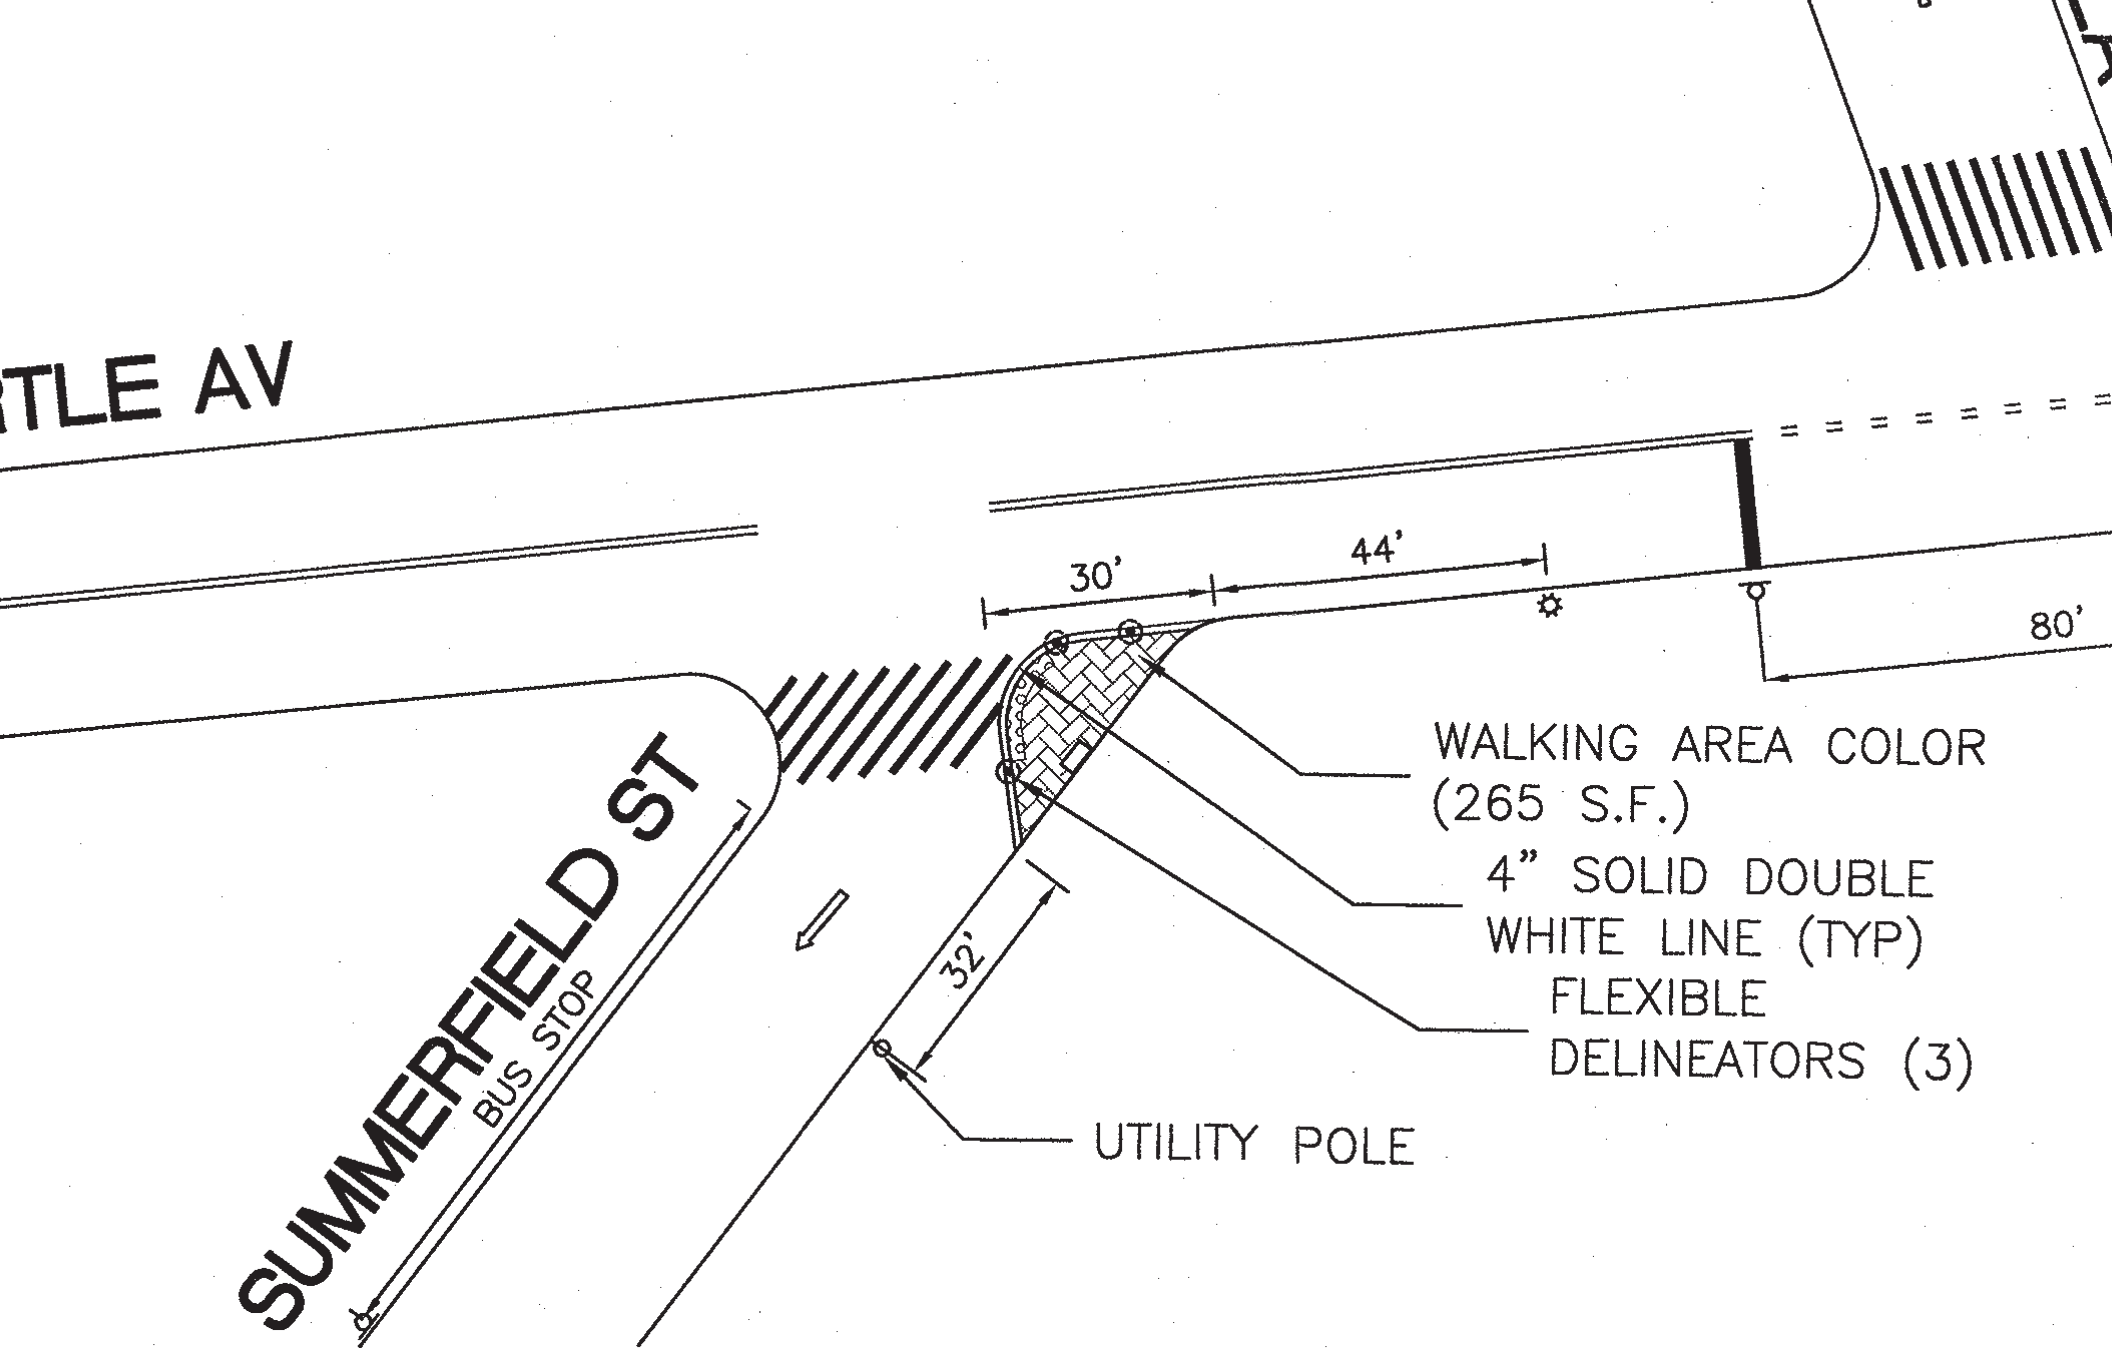 RTLE AV
30'
44'
80'
WALKING AREA COLOR
(265 S.F.)
4" SOLID DOUBLE
WHITE LINE (TYP)
FLEXIBLE
DELINEATORS (3)
32'
UTILITY POLE
SUMMERFIELD ST
BUS STOP